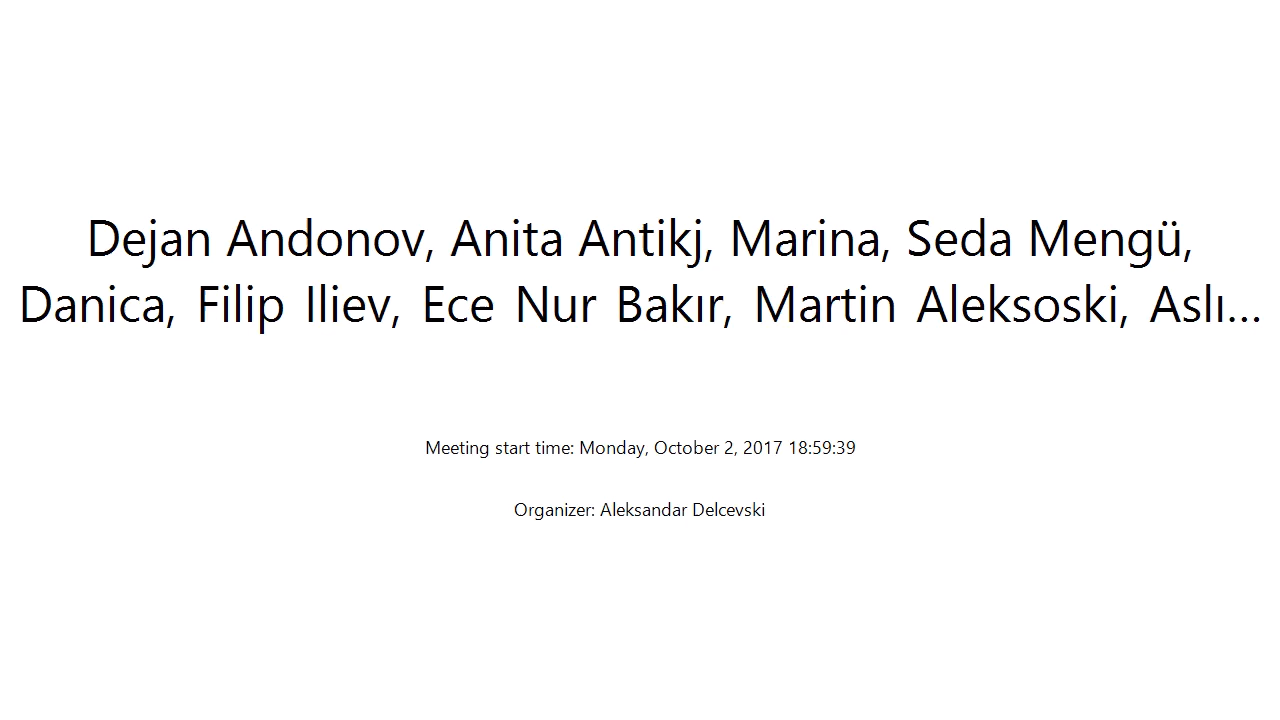 Dejan Andonov, Anita Antikj, Marina, Seda Mengü,
Danica, Filip Iliev, Ece Nur Bakır, Martin Aleksoski, Aslı...
Meeting start time: Monday, October 2, 2017 18:59:39
Organizer: Aleksandar Delcevski